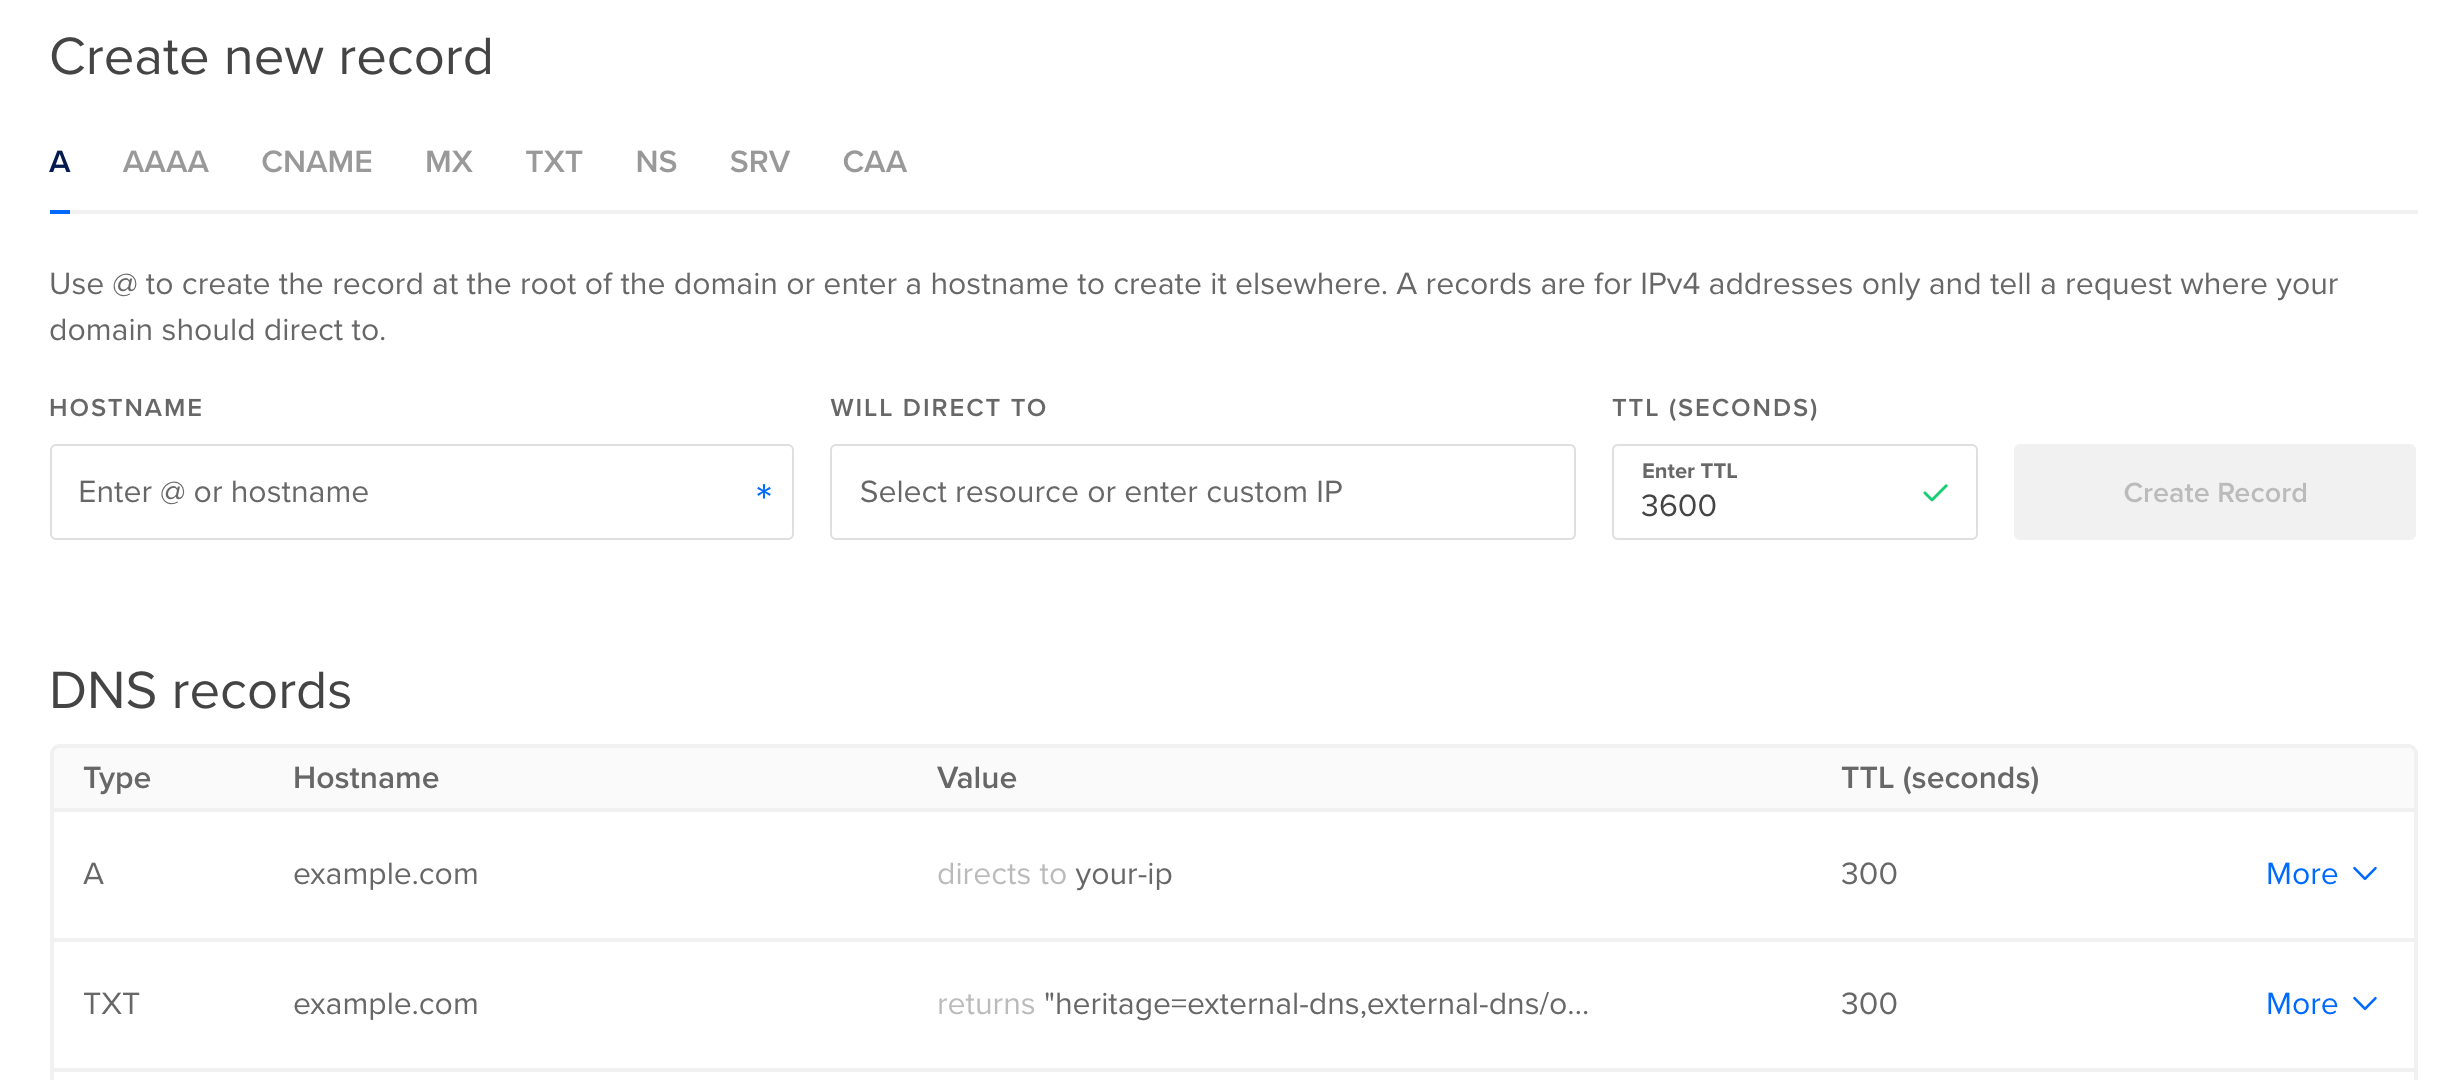 Create new record
A AAAA CNAME MX TXT NS SRV CAA
Use @ to create the record at the root of the domain or enter a hostname to create it elsewhere. A records are for IPv4 addresses only and tell a request where your
domain should direct to.
HOSTNAME WILL DIRECT TO TTL (SECONDS)
Enter @ or hostname * Select resource or enter custom IP Enter TTL 3600 Create Record
DNS records
Type Hostname Value TTL (seconds)
A example.com directs to your-ip 300 More
TXT example.com returns "heritage=external-dns,external-dns/o... 300 More